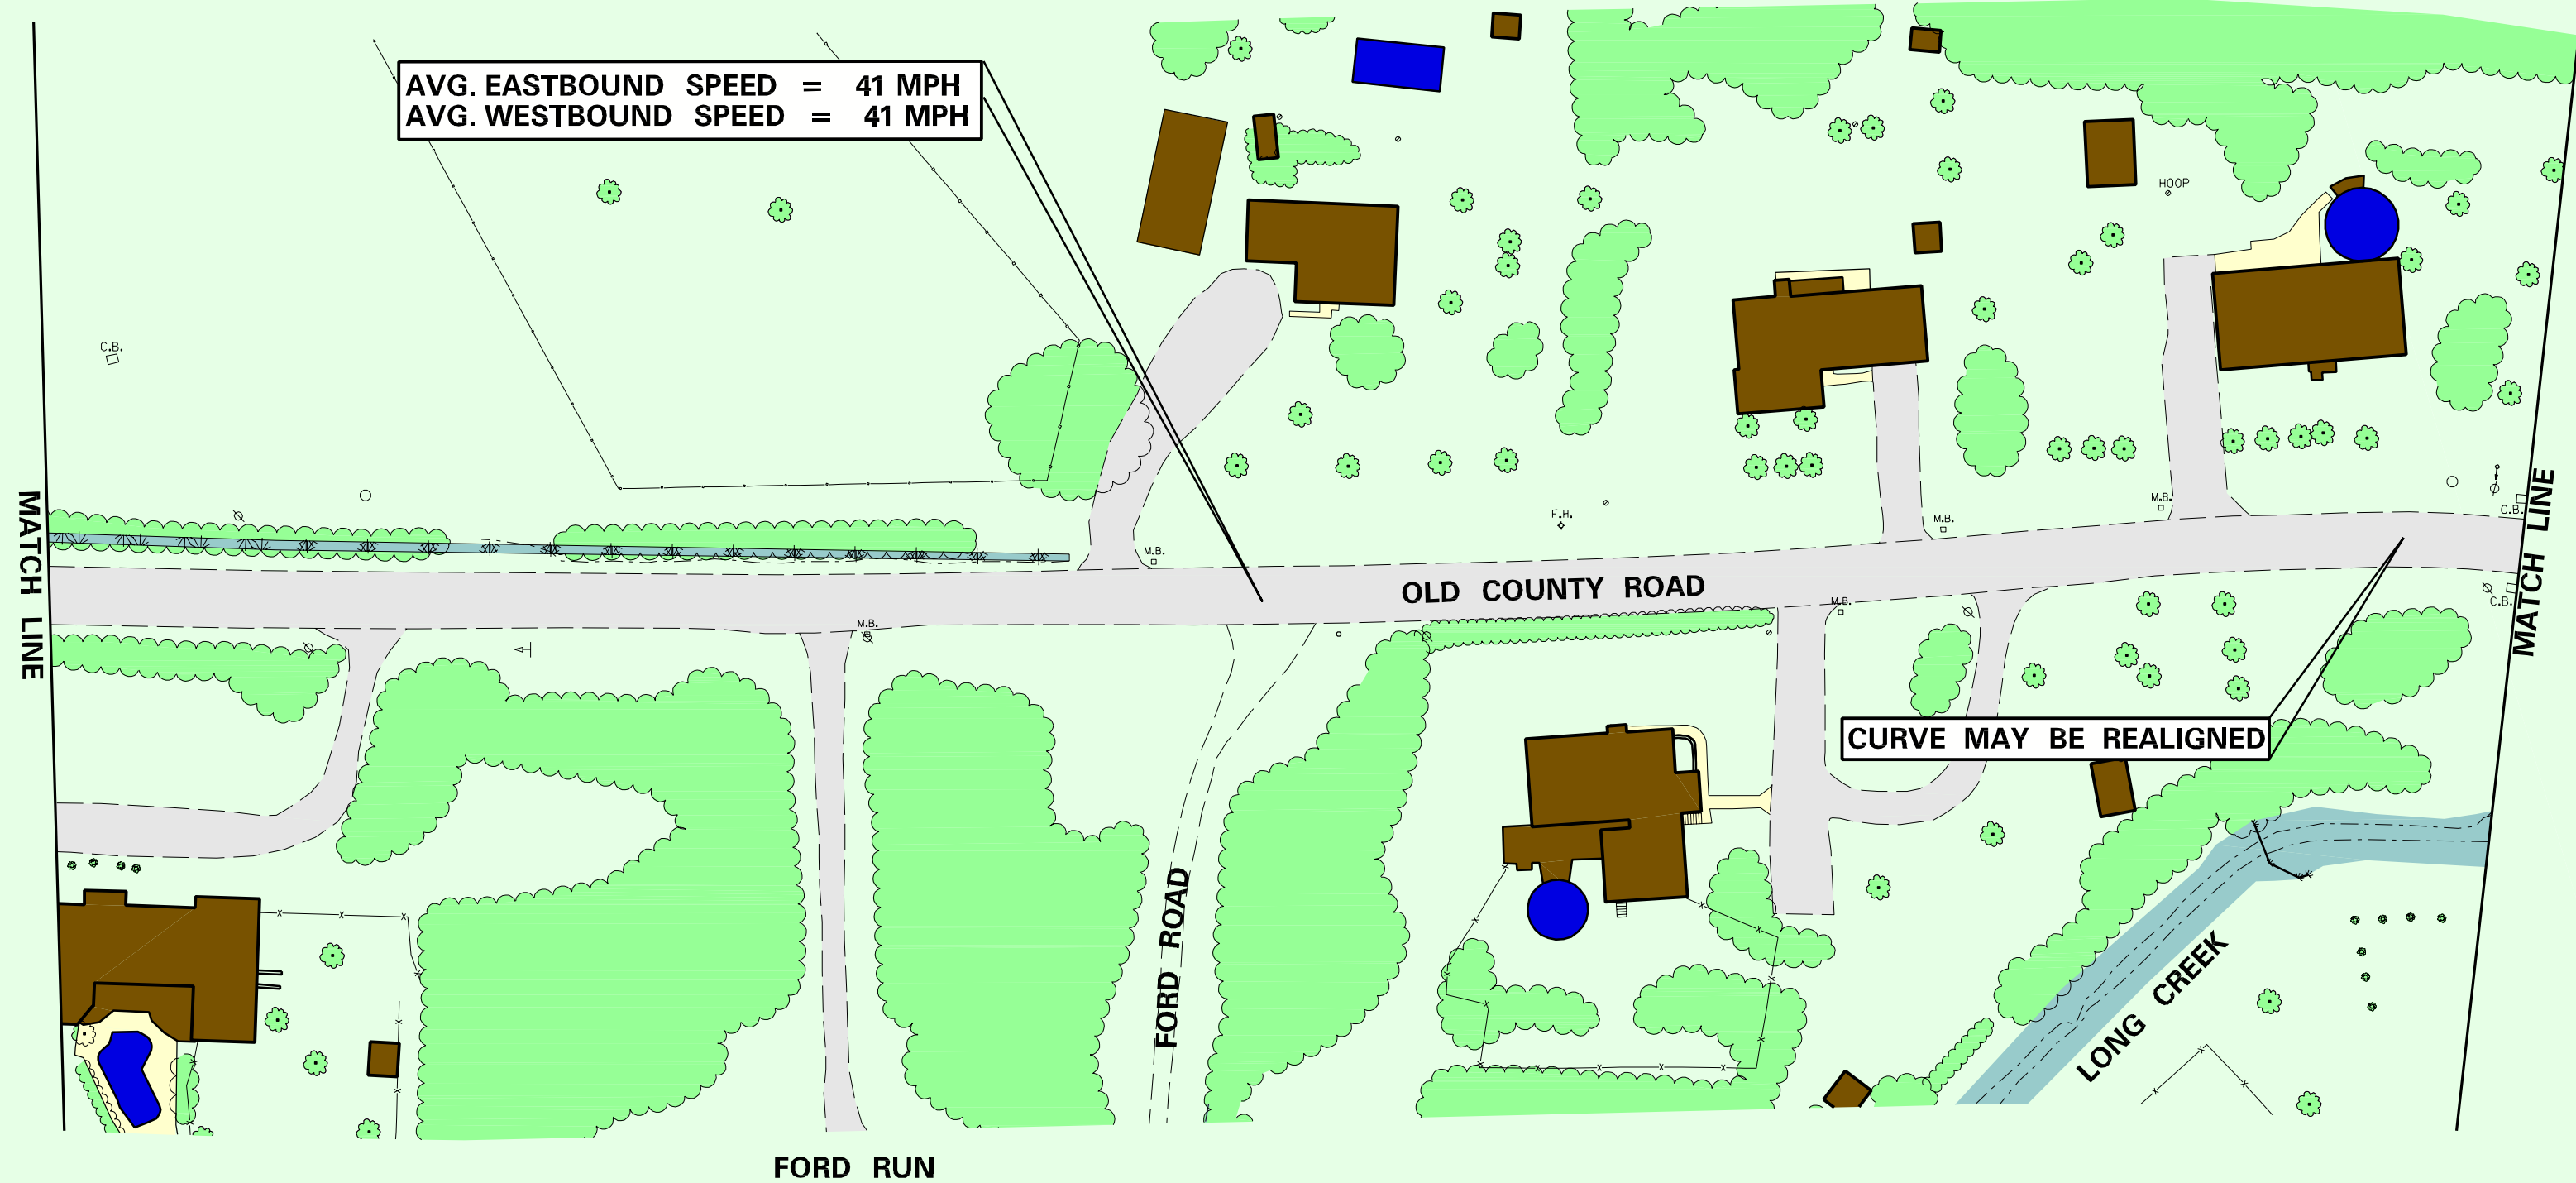 AVG. EASTBOUND SPEED = 41 MPH
AVG. WESTBOUND SPEED = 41 MPH
HOOP
C.B.
MATCH LINE
MATCH LINE
F.H.
M.B.
M.B.
M.B.
C.B.
OLD COUNTY ROAD
M.B.
M.B.
C.B.
CURVE MAY BE REALIGNED
FORD ROAD
LONG CREEK
FORD RUN